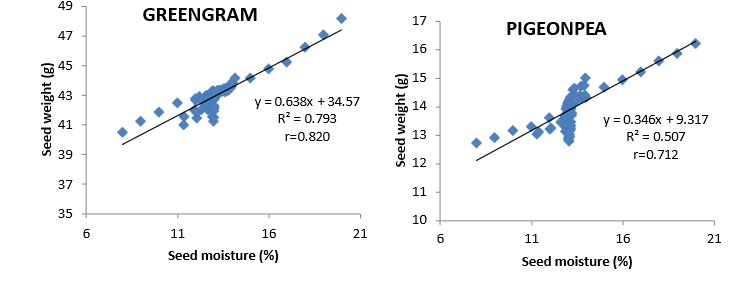 GREENGRAM
49
47
45
43
41
39
37
35
Seed weight (g)
y = 0.638x + 34.57
R² = 0.793
r=0.820
6
11
16
21
Seed moisture (%)
PIGEONPEA
17
16
15
14
13
12
11
10
Seed weight (g)
y = 0.346x + 9.317
R² = 0.507
r=0.712
6
11
16
21
Seed moisture (%)